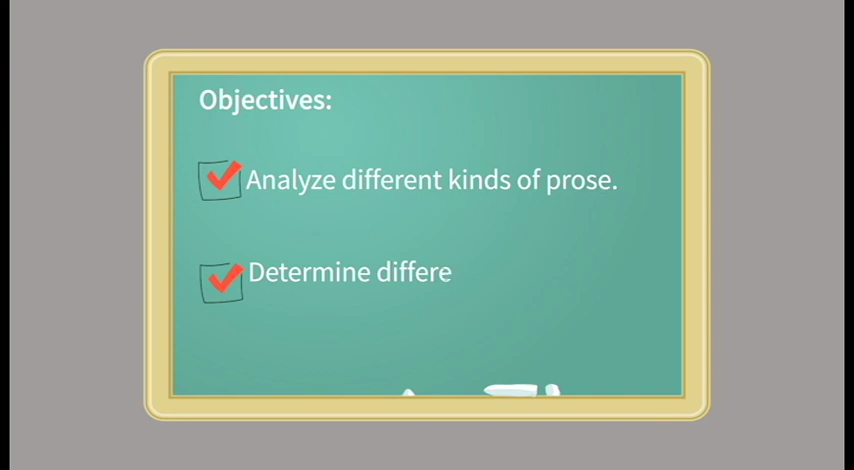 Objectives:
Analyze different kinds of prose.
Determine differe